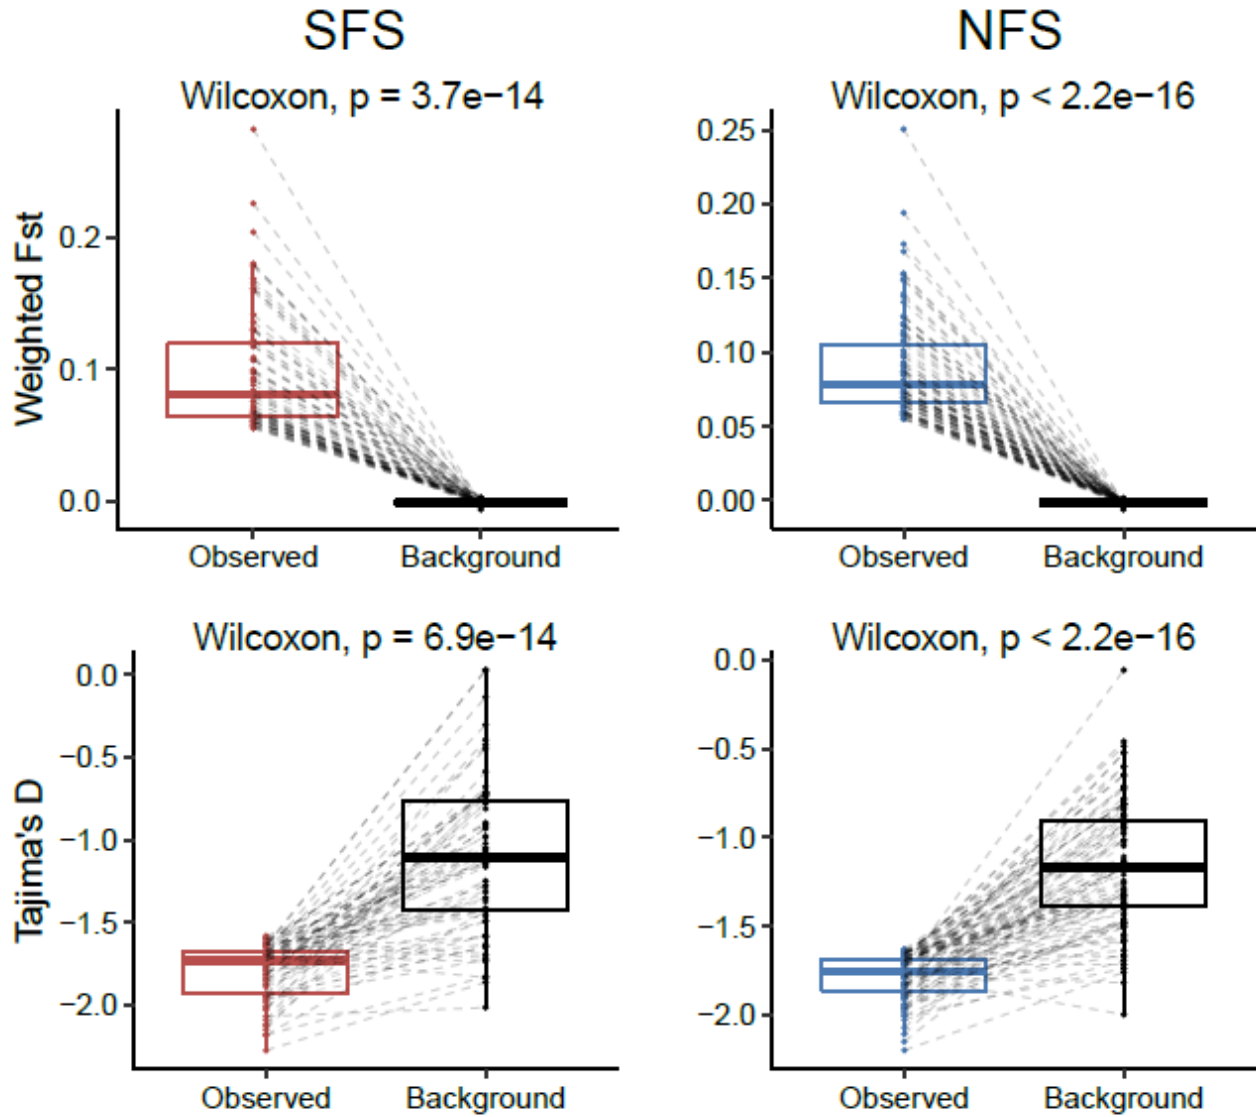 SFS
NFS
Wilcoxon, p = 3.7e−14
Wilcoxon, p < 2.2e−16
Weighted Fst
0.2
0.1
0.0
Observed
Background
0.25
0.20
0.15
0.10
0.05
0.00
Observed
Background
Wilcoxon, p = 6.9e−14
Wilcoxon, p < 2.2e−16
Tajima's D
0.0
−0.5
−1.0
−1.5
−2.0
Observed
Background
0.0
−0.5
−1.0
−1.5
−2.0
Observed
Background